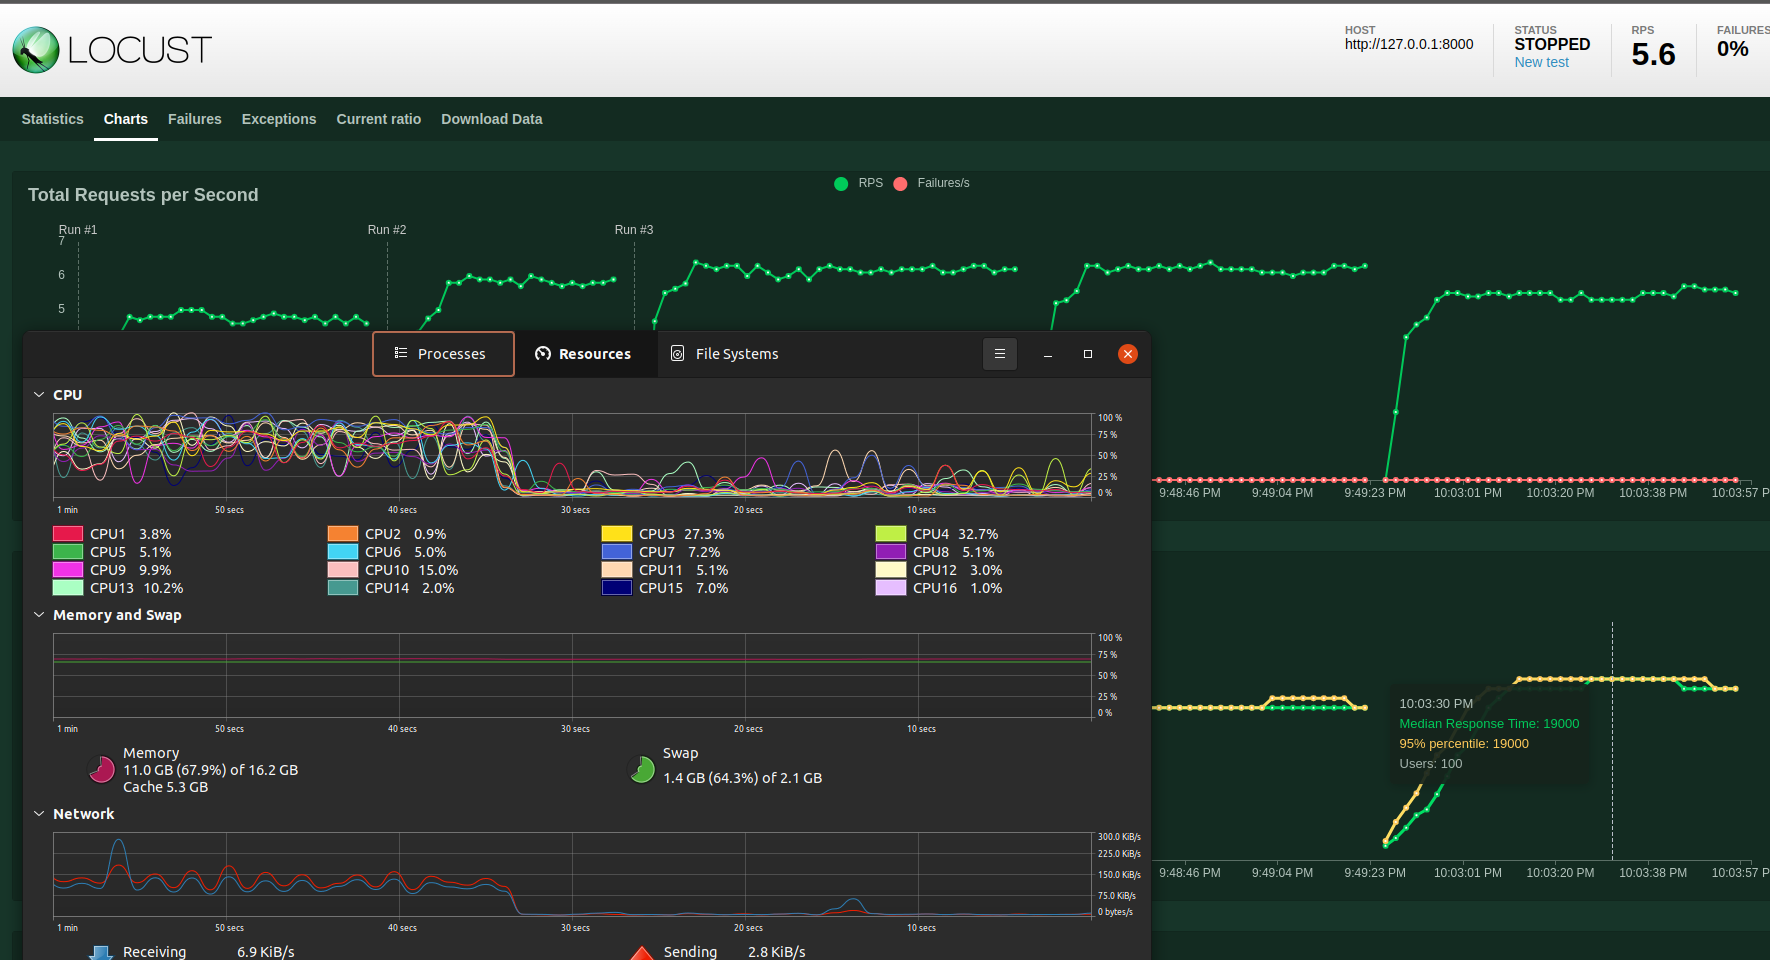 LOCUST
HOST
http://127.0.0.1:8000
STATUS
STOPPED
New test
RPS
5.6
FAILURES
0%
Statistics Charts Failures Exceptions Current ratio Download Data
Total Requests per Second
RPS Failures/s
Run #1 Run #2 Run #3
7
6
5
9:48:46 PM 9:49:04 PM 9:49:23 PM 10:03:01 PM 10:03:20 PM 10:03:38 PM 10:03:57 P
Processes Resources File Systems
CPU
100 %
75 %
50 %
25 %
0 %
1 min 50 secs 40 secs 30 secs 20 secs 10 secs
CPU1 3.8% CPU2 0.9% CPU3 27.3% CPU4 32.7%
CPU5 5.1% CPU6 5.0% CPU7 7.2% CPU8 5.1%
CPU9 9.9% CPU10 15.0% CPU11 5.1% CPU12 3.0%
CPU13 10.2% CPU14 2.0% CPU15 7.0% CPU16 1.0%
Memory and Swap
100 %
75 %
50 %
25 %
0 %
1 min 50 secs 40 secs 30 secs 20 secs 10 secs
Memory
11.0 GB (67.9%) of 16.2 GB
Cache 5.3 GB
Swap
1.4 GB (64.3%) of 2.1 GB
Network
300.0 KiB/s
225.0 KiB/s
150.0 KiB/s
75.0 KiB/s
0 bytes/s
1 min 50 secs 40 secs 30 secs 20 secs 10 secs
Receiving 6.9 KiB/s
Sending 2.8 KiB/s
10:03:30 PM
Median Response Time: 19000
95% percentile: 19000
Users: 100
9:48:46 PM 9:49:04 PM 9:49:23 PM 10:03:01 PM 10:03:20 PM 10:03:38 PM 10:03:57 P